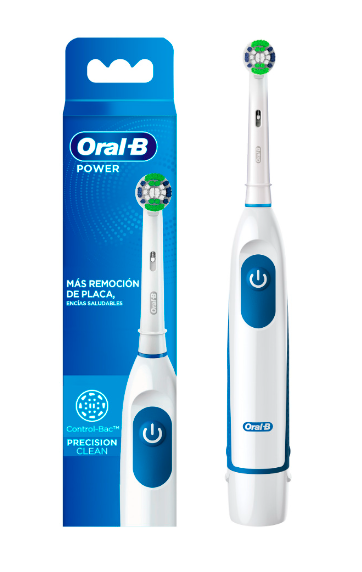 Oral-B
POWER
MÁS REMOCIÓN
DE PLACA,
ENCÍAS SALUDABLES
Control-Bac™
PRECISION
CLEAN
Oral-B